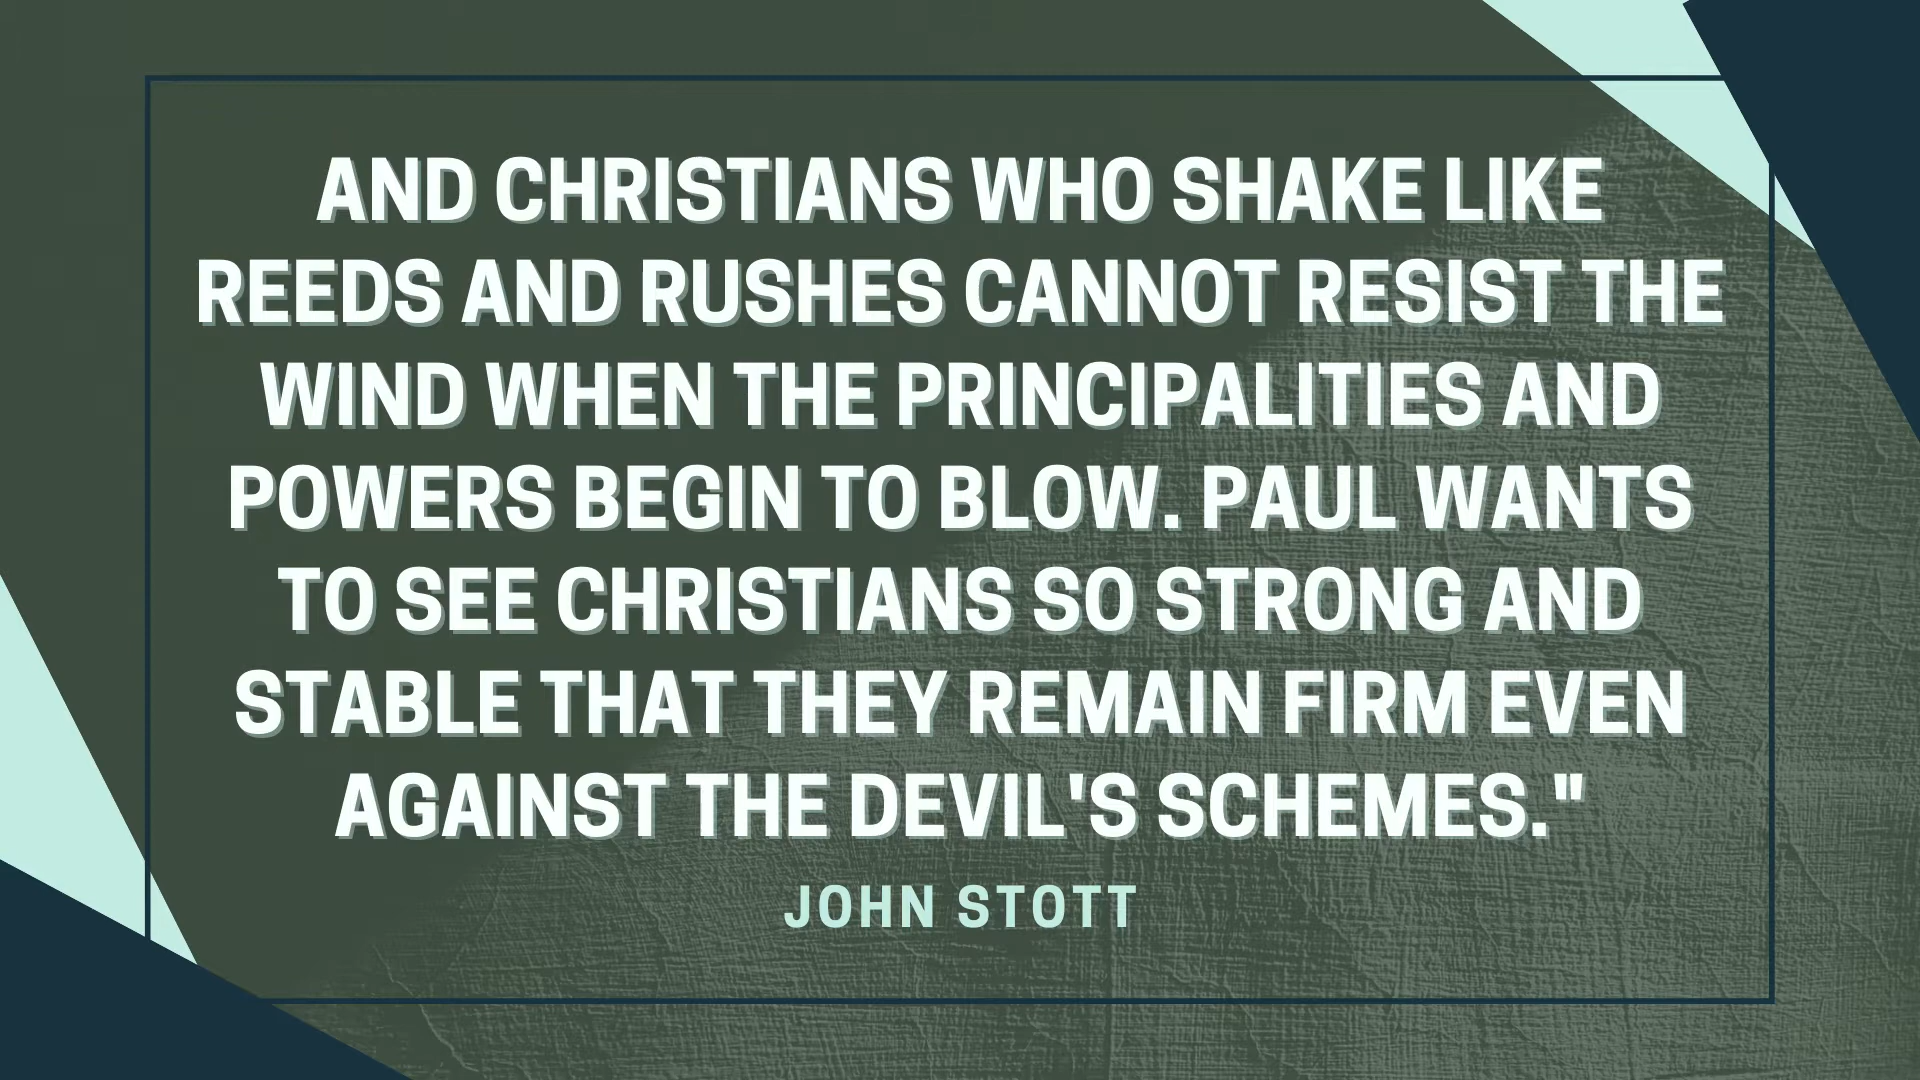 AND CHRISTIANS WHO SHAKE LIKE
REEDS AND RUSHES CANNOT RESIST THE
WIND WHEN THE PRINCIPALITIES AND
POWERS BEGIN TO BLOW. PAUL WANTS
TO SEE CHRISTIANS SO STRONG AND
STABLE THAT THEY REMAIN FIRM EVEN
AGAINST THE DEVIL'S SCHEMES."
JOHN STOTT